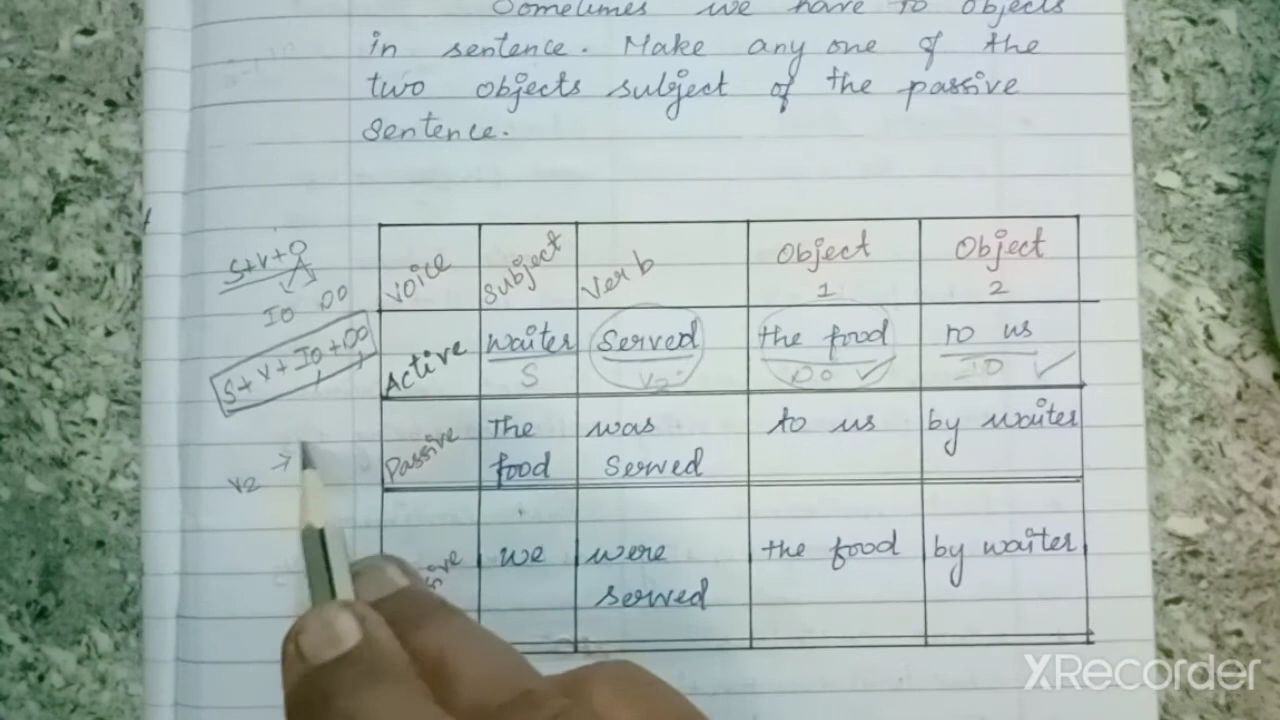 Sometimes we have to objects
in sentence. Make any one of the
two objects subject of the passive
sentence.
S+V+O
IO DO
S+V+IO+DO
V2 →
Voice Subject Verb Object 1 Object 2
Active Waiter Served the food to us
S V2 DO ✓ IO ✓
Passive The food was served to us by waiter
sive we were served the food by waiter
XRecorder